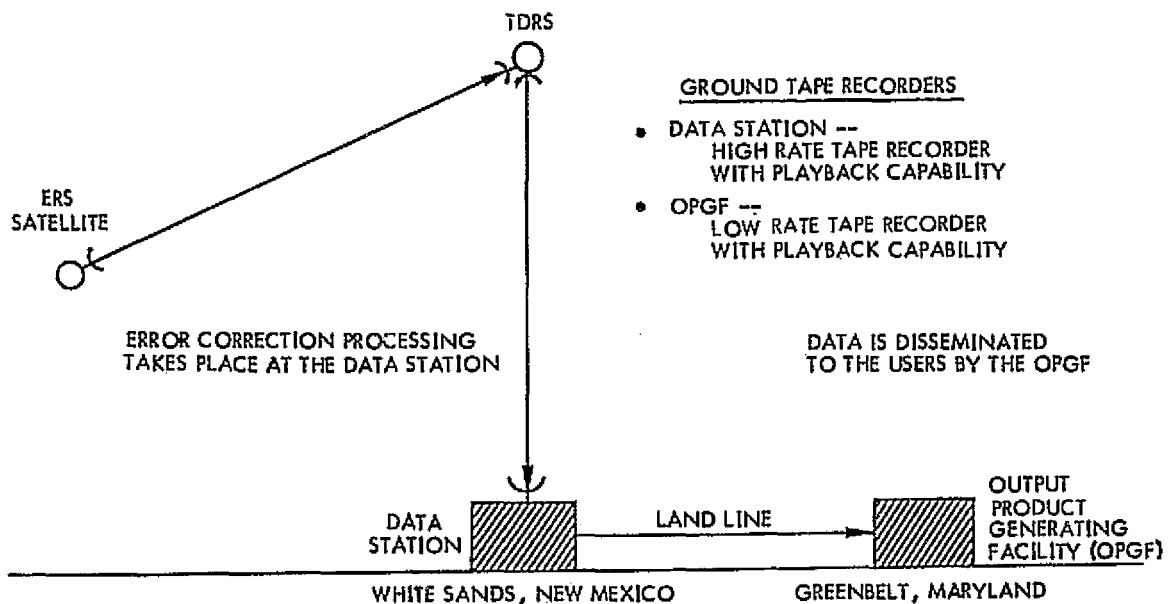 TDRS
GROUND TAPE RECORDERS
• DATA STATION --
HIGH RATE TAPE RECORDER
WITH PLAYBACK CAPABILITY
• OPGF --
LOW RATE TAPE RECORDER
WITH PLAYBACK CAPABILITY
ERS
SATELLITE
ERROR CORRECTION PROCESSING
TAKES PLACE AT THE DATA STATION
DATA IS DISSEMINATED
TO THE USERS BY THE OPGF
DATA
STATION
LAND LINE
OUTPUT
PRODUCT
GENERATING
FACILITY (OPGF)
WHITE SANDS, NEW MEXICO
GREENBELT, MARYLAND